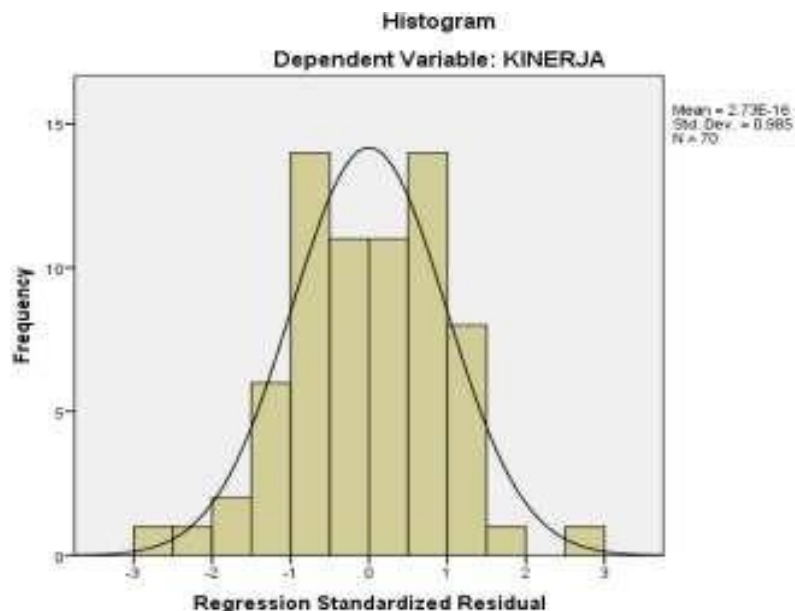 Histogram
Dependent Variable: KINERJA
Mean = 2.73E-16
Std. Dev. = 0.985
N = 70
15
10
5
0
Frequency
-3 -2 -1 0 1 2 3
Regression Standardized Residual